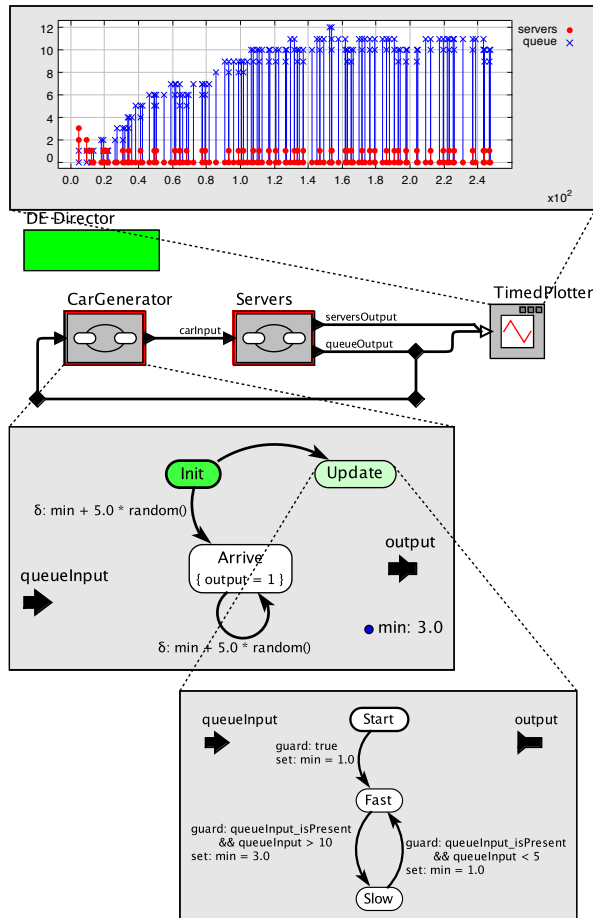 12
10
8
6
4
2
0
servers
queue
0.0 0.2 0.4 0.6 0.8 1.0 1.2 1.4 1.6 1.8 2.0 2.2 2.4
x10²
DE Director
CarGenerator
Servers
TimedPlotter
carInput
serversOutput
queueOutput
Init
Update
δ: min + 5.0 * random()
Arrive
{ output = 1 }
queueInput
output
min: 3.0
δ: min + 5.0 * random()
queueInput
Start
output
guard: true
set: min = 1.0
Fast
guard: queueInput_isPresent
&& queueInput > 10
set: min = 3.0
guard: queueInput_isPresent
&& queueInput < 5
set: min = 1.0
Slow